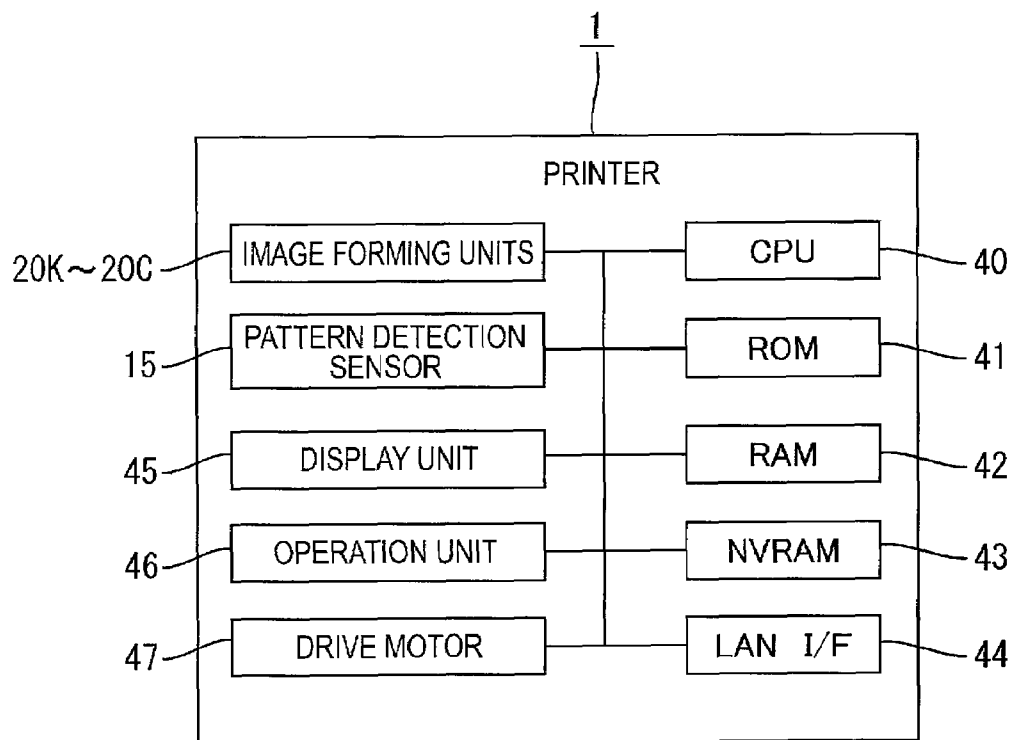 1
PRINTER
20K~20C IMAGE FORMING UNITS CPU 40
15 PATTERN DETECTION SENSOR ROM 41
45 DISPLAY UNIT RAM 42
46 OPERATION UNIT NVRAM 43
47 DRIVE MOTOR LAN I/F 44